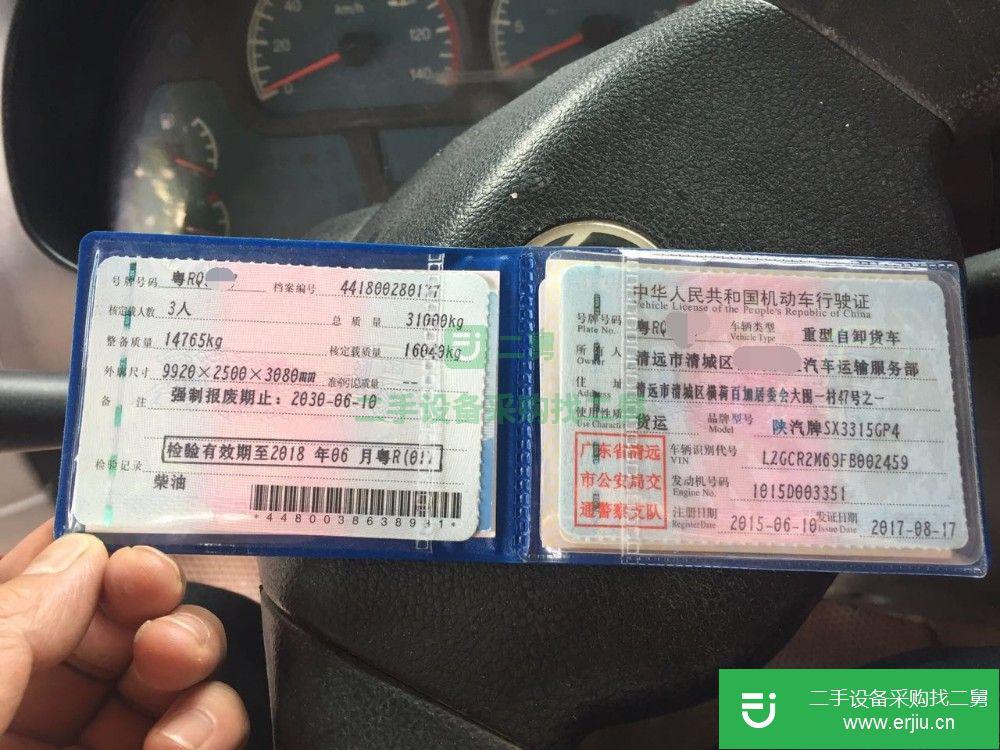 40
km/h
120
20
140
0
5
号牌号码 粤RQ 档案编号 441800280137
核定载人数 3人 总质量 31000kg
整备质量 14765kg 核定载质量 16049kg
外廓尺寸 9920×2500×3080mm 准牵引总质量 --
备注 强制报废期止：2030-06-10
检验有效期至2018 年06 月粤R(01)
检验记录
柴油
*4480038638941*
中华人民共和国机动车行驶证
Vehicle License of the People's Republic of China
号牌号码 粤RQ 车辆类型 重型自卸货车
Plate No. Vehicle Type
所有人 清远市清城区 汽车运输服务部
Owner
住址 清远市清城区横荷百加居委会大围一村47号之一
Address
使用性质 货运 品牌型号 陕汽牌SX3315GP4
Use Character Model
广东省清远
市公安局交
通警察支队
车辆识别代号 L2GCR2M69FB002459
VIN
发动机号码 1015D003351
Engine No.
注册日期 2015-06-10 发证日期 2017-08-17
Register Date Issue Date
二舅
二手设备采购找二舅
二手设备采购找二舅
www.erjiu.cn